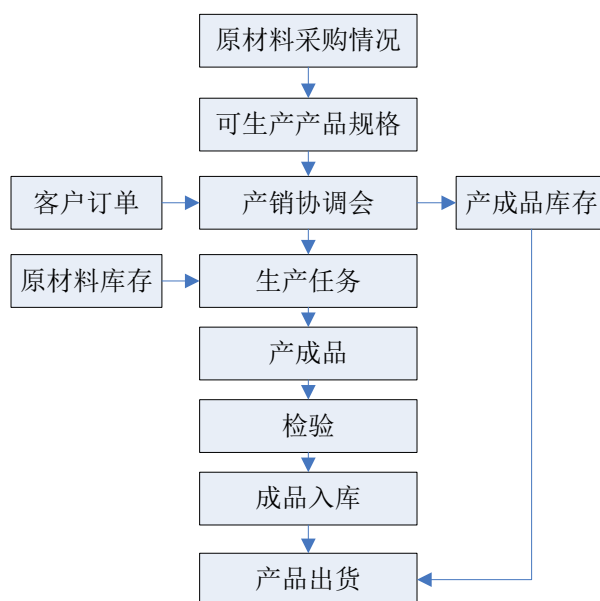 原材料采购情况
可生产产品规格
客户订单
产销协调会
产成品库存
原材料库存
生产任务
产成品
检验
成品入库
产品出货